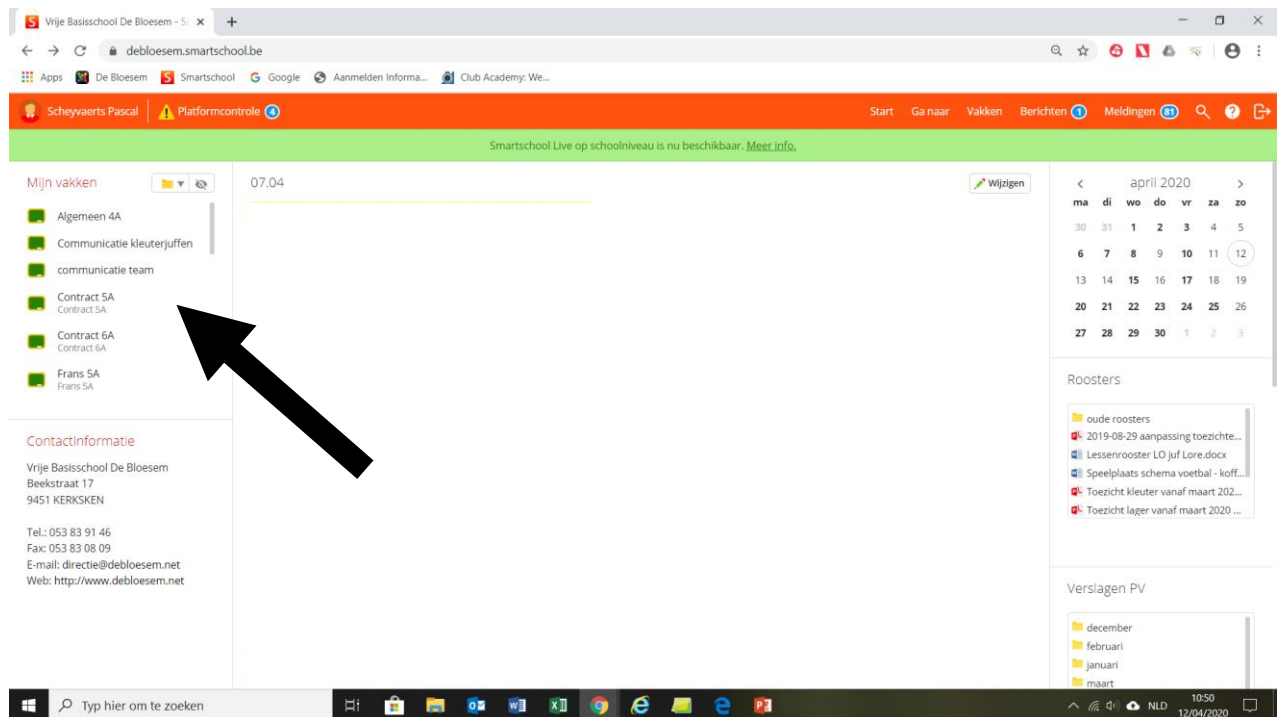 Vrije Basisschool De Bloesem - S
debloesem.smartschool.be
Apps De Bloesem Smartschool Google Aanmelden Informa... Club Academy: We...
Scheyvaerts Pascal Platformcontrole 4 Start Ga naar Vakken Berichten 1 Meldingen 81
Smartschool Live op schoolniveau is nu beschikbaar. Meer info.
Mijn vakken
Algemeen 4A
Communicatie kleuterjuffen
communicatie team
Contract 5A
Contract 5A
Contract 6A
Contract 6A
Frans 5A
Frans 5A
Contactinformatie
Vrije Basisschool De Bloesem
Beekstraat 17
9451 KERKSKEN
Tel.: 053 83 91 46
Fax: 053 83 08 09
E-mail: directie@debloesem.net
Web: http://www.debloesem.net
07.04
Wijzigen
april 2020
ma di wo do vr za zo
30 31 1 2 3 4 5
6 7 8 9 10 11 12
13 14 15 16 17 18 19
20 21 22 23 24 25 26
27 28 29 30 1 2 3
Roosters
oude roosters
2019-08-29 aanpassing toezichte...
Lessenrooster LO juf Lore.docx
Speelplaats schema voetbal - koff...
Toezicht kleuter vanaf maart 202...
Toezicht lager vanaf maart 2020 ...
Verslagen PV
december
februari
januari
maart
Typ hier om te zoeken
NLD
10:50
12/04/2020